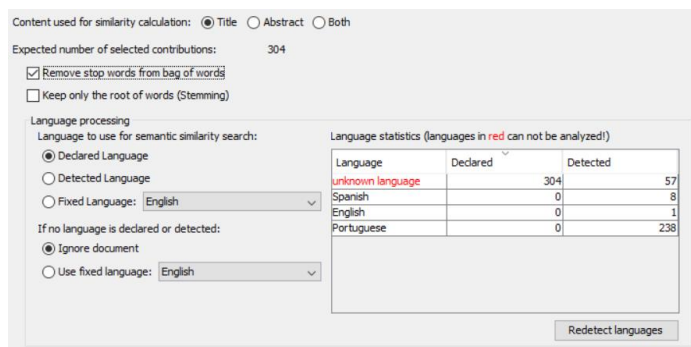 Content used for similarity calculation: Title Abstract Both
Expected number of selected contributions: 304
Remove stop words from bag of words
Keep only the root of words (Stemming)
Language processing
Language to use for semantic similarity search:
Declared Language
Detected Language
Fixed Language: English
If no language is declared or detected:
Ignore document
Use fixed language: English
Language statistics (languages in red can not be analyzed!)
Language Declared Detected
unknown language 304 57
Spanish 0 8
English 0 1
Portuguese 0 238
Redetect languages